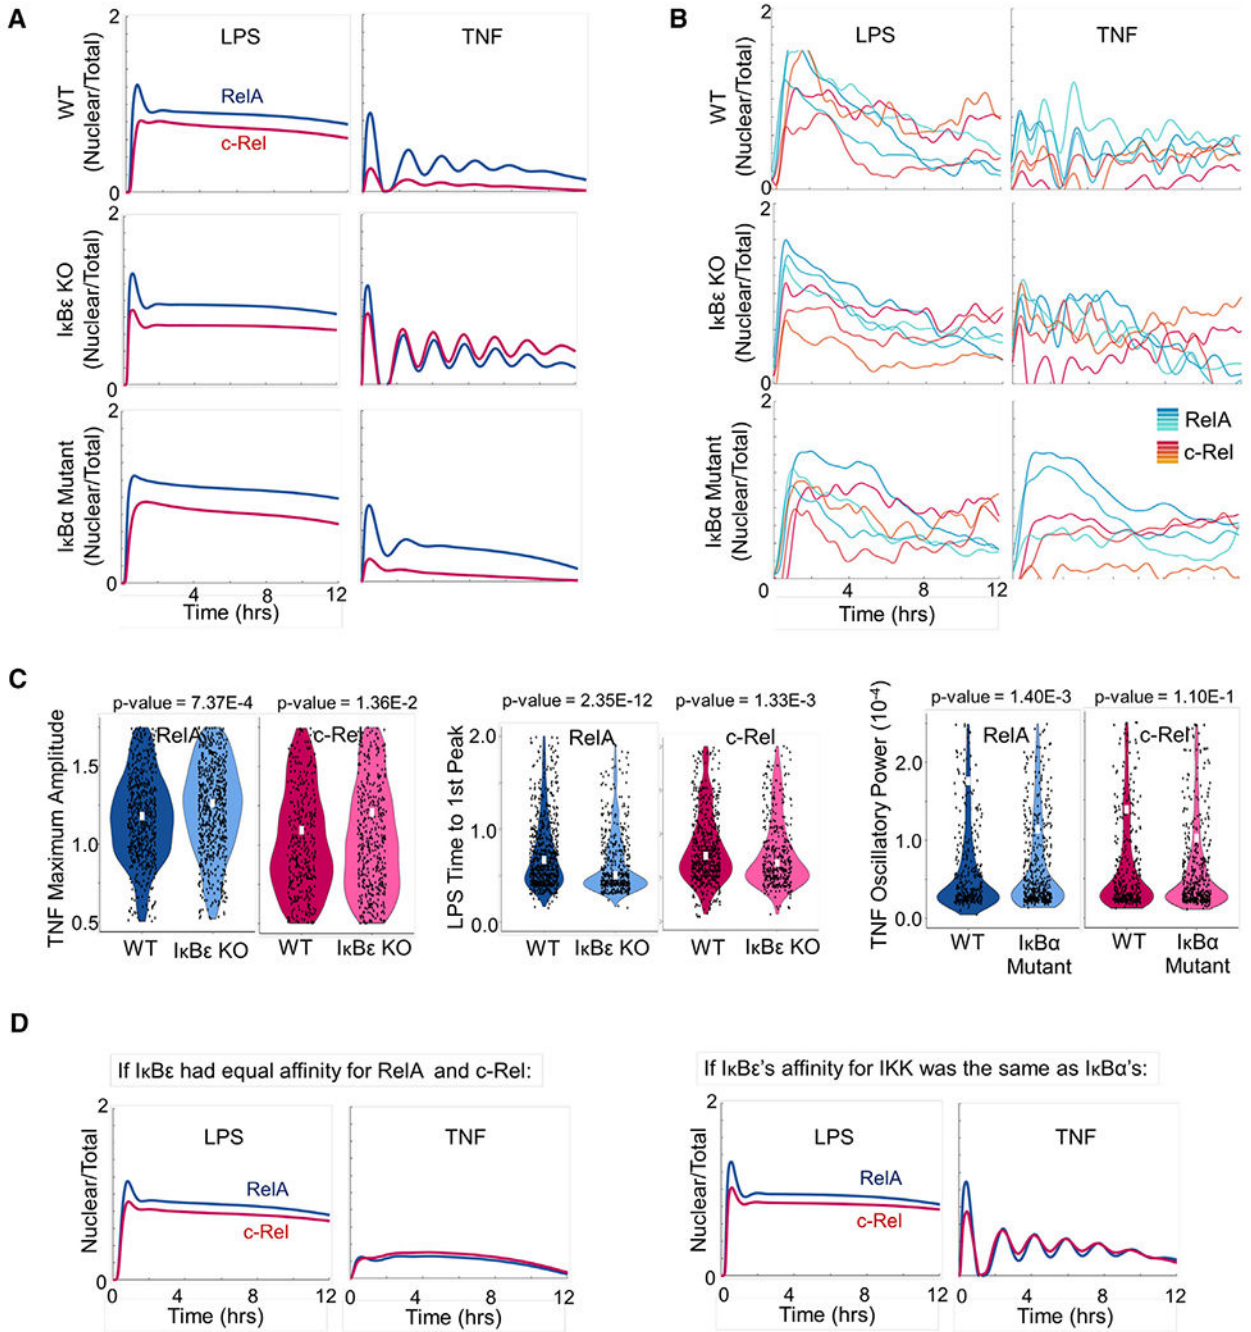 A
B
2
LPS
TNF
WT
(Nuclear/Total)
RelA
c-Rel
0
2
LPS
TNF
WT
(Nuclear/Total)
0
2
IκBε KO
(Nuclear/Total)
0
2
IκBε KO
(Nuclear/Total)
0
2
IκBα Mutant
(Nuclear/Total)
0
4
8
12
Time (hrs)
2
IκBα Mutant
(Nuclear/Total)
RelA
c-Rel
0
4
8
12
Time (hrs)
C
p-value = 7.37E-4
p-value = 1.36E-2
TNF Maximum Amplitude
RelA
c-Rel
1.5
1.0
0.5
WT
IκBε KO
WT
IκBε KO
p-value = 2.35E-12
p-value = 1.33E-3
LPS Time to 1st Peak
RelA
c-Rel
2.0
1.0
0.0
WT
IκBε KO
WT
IκBε KO
p-value = 1.40E-3
p-value = 1.10E-1
TNF Oscillatory Power (10⁻⁴)
RelA
c-Rel
2.0
1.0
0.0
WT
IκBα
Mutant
WT
IκBα
Mutant
D
If IκBε had equal affinity for RelA and c-Rel:
2
LPS
TNF
Nuclear/Total
RelA
c-Rel
0
0 4 8 12
4 8 12
Time (hrs)
Time (hrs)
If IκBε's affinity for IKK was the same as IκBα's:
2
LPS
TNF
Nuclear/Total
RelA
c-Rel
0
0 4 8 12
0 4 8 12
Time (hrs)
Time (hrs)